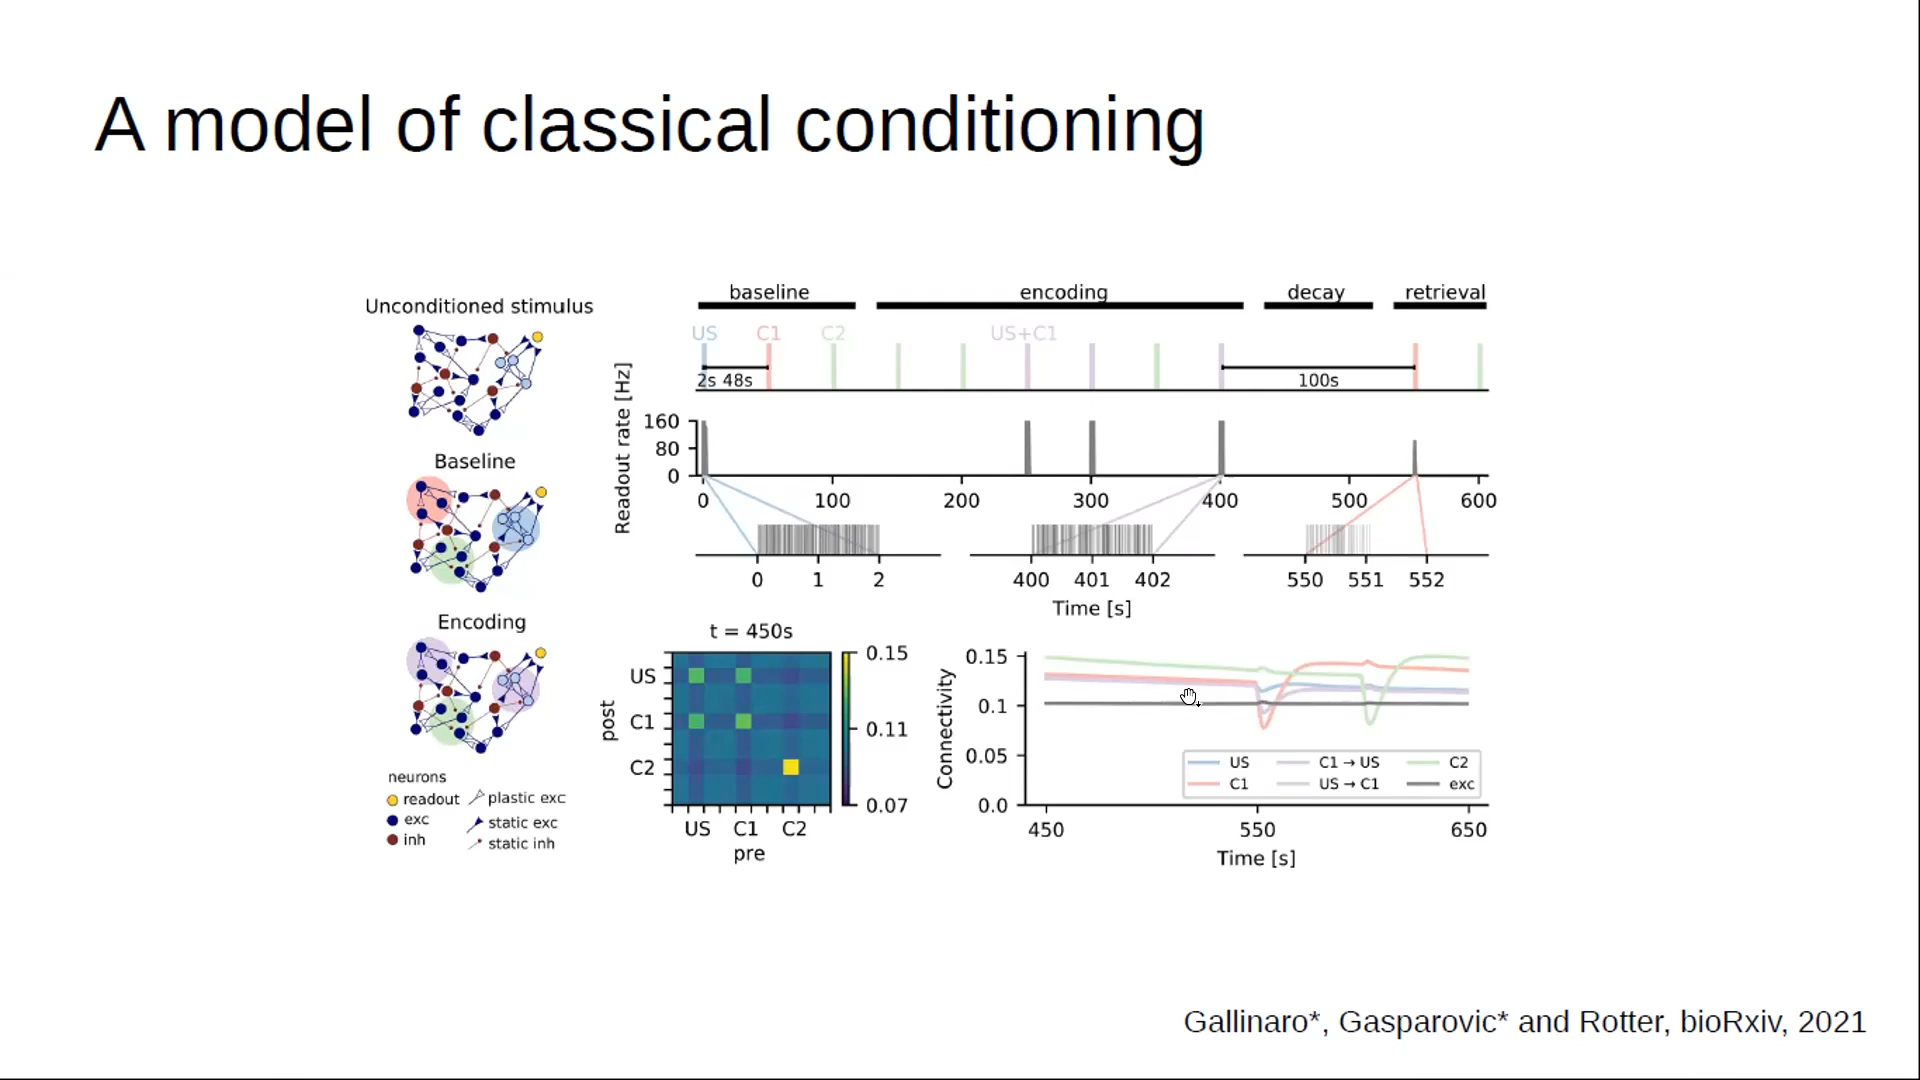 A model of classical conditioning
Unconditioned stimulus
Baseline
Encoding
neurons
readout
exc
inh
plastic exc
static exc
static inh
baseline encoding decay retrieval
US C1 C2 US+C1
2s 48s 100s
Readout rate [Hz]
160
80
0
0 100 200 300 400 500 600
0 1 2 400 401 402 550 551 552
Time [s]
t = 450s
post
US
C1
C2
US C1 C2
pre
0.15
0.11
0.07
Connectivity
0.15
0.1
0.05
0.0
US C1 → US C2
C1 US → C1 exc
450 550 650
Time [s]
Gallinaro*, Gasparovic* and Rotter, bioRxiv, 2021